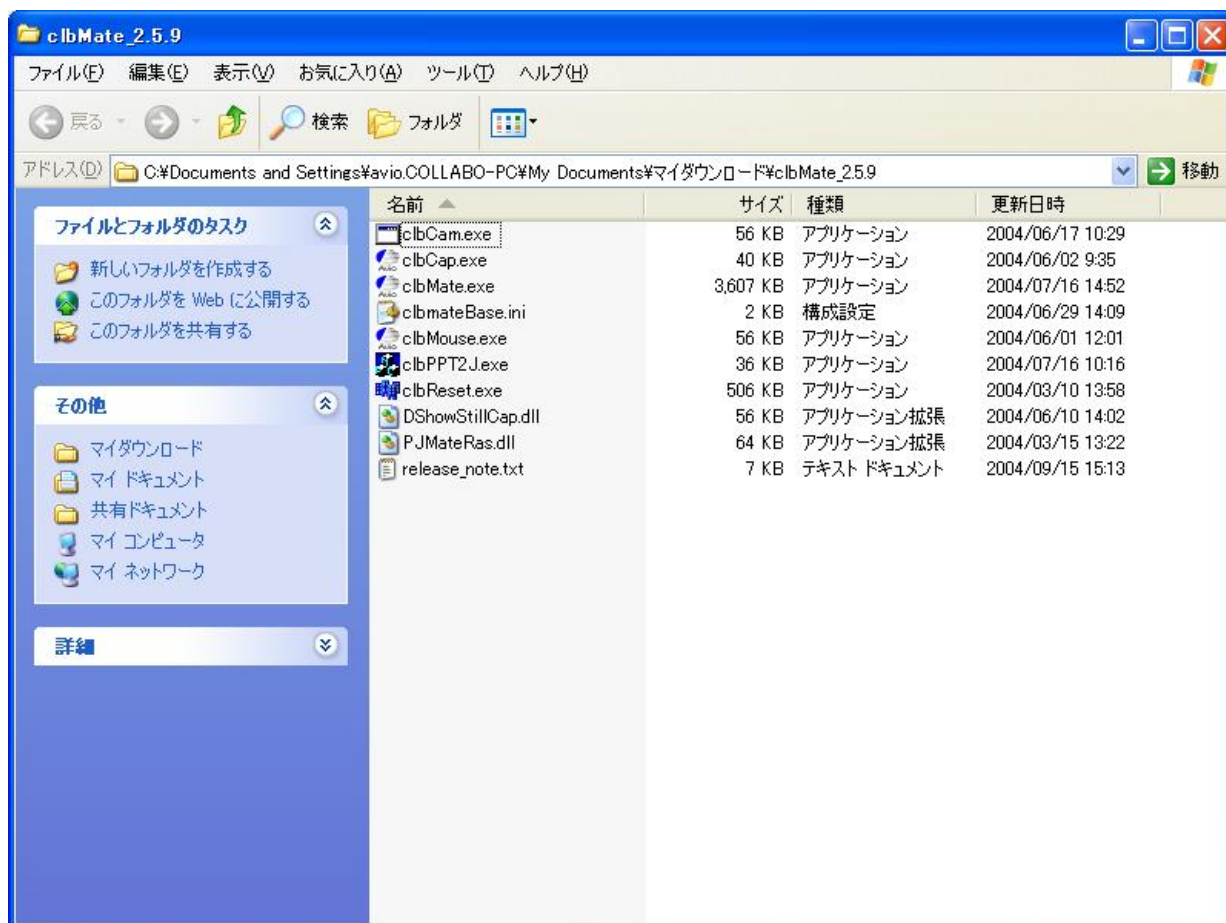 clbMate_2.5.9
ファイル(F) 編集(E) 表示(V) お気に入り(A) ツール(T) ヘルプ(H)
戻る 検索 フォルダ
アドレス(D) C:¥Documents and Settings¥avio.COLLABO-PC¥My Documents¥マイダウンロード¥clbMate_2.5.9 移動
ファイルとフォルダのタスク
新しいフォルダを作成する
このフォルダを Web に公開する
このフォルダを共有する
その他
マイダウンロード
マイ ドキュメント
共有ドキュメント
マイ コンピュータ
マイ ネットワーク
詳細
名前 サイズ 種類 更新日時
clbCam.exe 56 KB アプリケーション 2004/06/17 10:29
clbCap.exe 40 KB アプリケーション 2004/06/02 9:35
clbMate.exe 3,607 KB アプリケーション 2004/07/16 14:52
clbmateBase.ini 2 KB 構成設定 2004/06/29 14:09
clbMouse.exe 56 KB アプリケーション 2004/06/01 12:01
clbPPT2J.exe 36 KB アプリケーション 2004/07/16 10:16
clbReset.exe 506 KB アプリケーション 2004/03/10 13:58
DShowStillCap.dll 56 KB アプリケーション拡張 2004/06/10 14:02
PJMateRas.dll 64 KB アプリケーション拡張 2004/03/15 13:22
release_note.txt 7 KB テキスト ドキュメント 2004/09/15 15:13